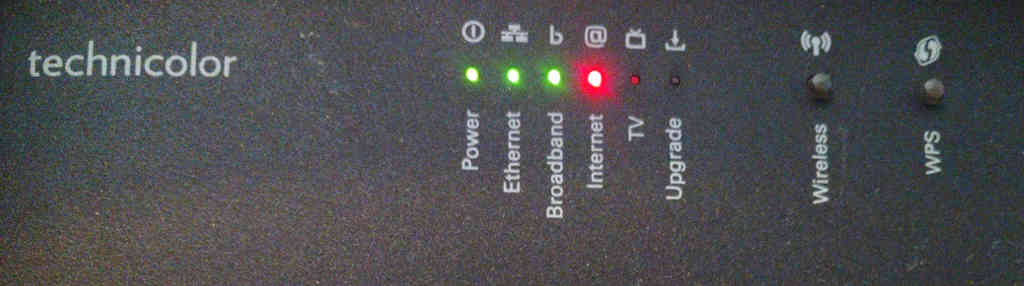 technicolor
Power
Ethernet
Broadband
Internet
TV
Upgrade
Wireless
WPS